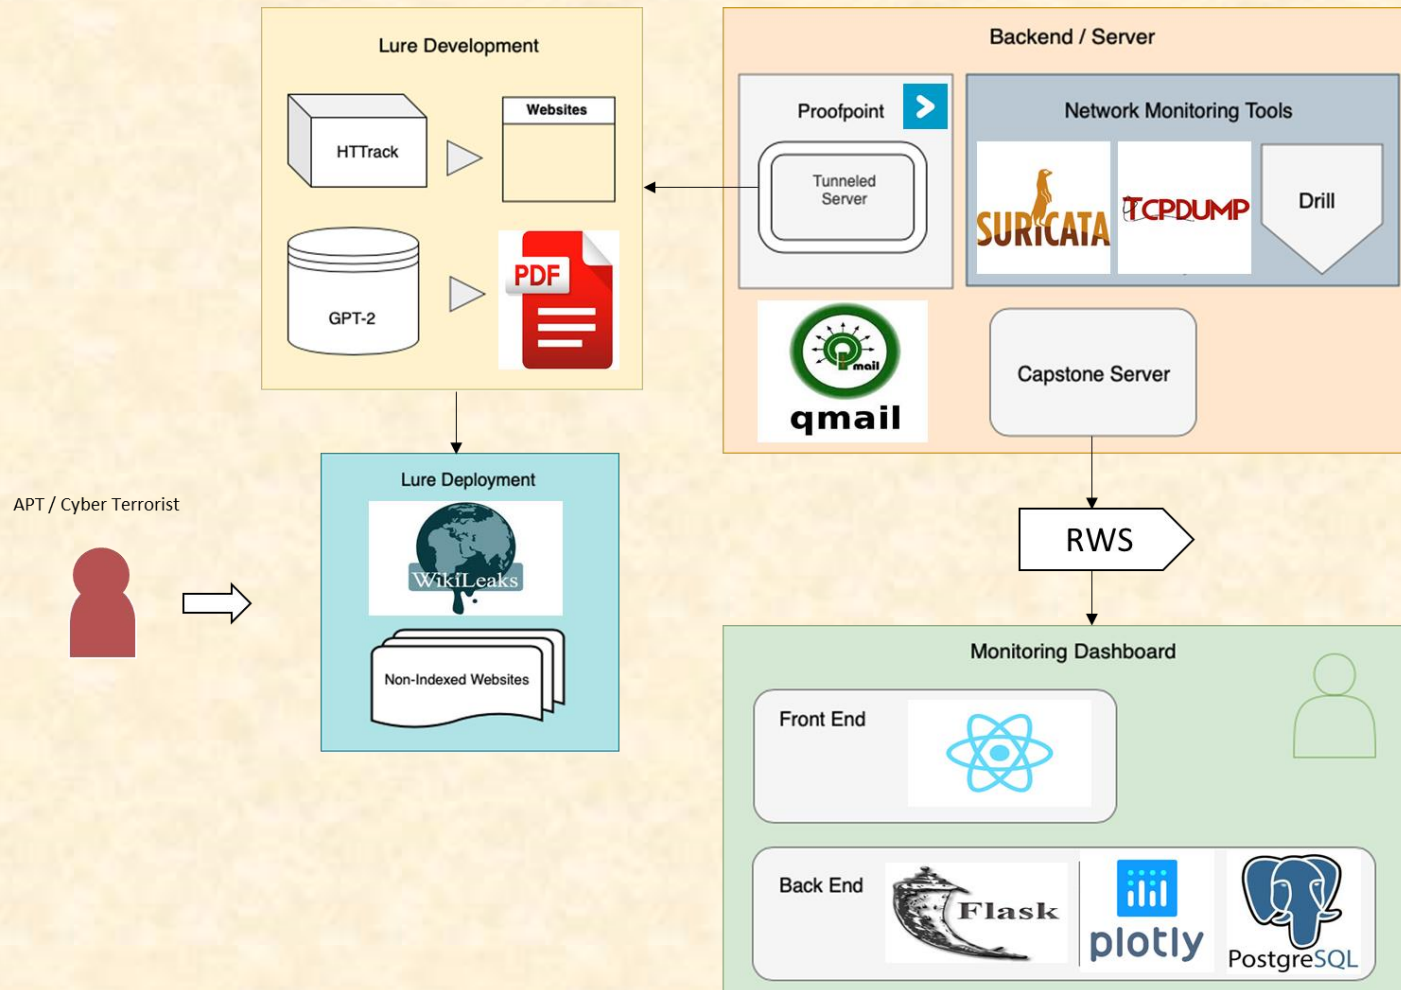 Lure Development
HTTrack
Websites
GPT-2
PDF
Backend / Server
Proofpoint
Tunneled
Server
Network Monitoring Tools
SURICATA
TCPDUMP
Drill
Qmail
qmail
Capstone Server
APT / Cyber Terrorist
Lure Deployment
WikiLeaks
Non-Indexed Websites
RWS
Monitoring Dashboard
Front End
Back End
Flask
plotly
PostgreSQL